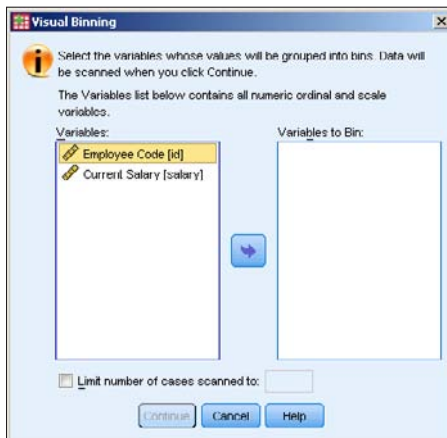 Visual Binning
Select the variables whose values will be grouped into bins. Data will
be scanned when you click Continue.
The Variables list below contains all numeric ordinal and scale
variables.
Variables:
Variables to Bin:
Employee Code [id]
Current Salary [salary]
Limit number of cases scanned to:
Continue
Cancel
Help